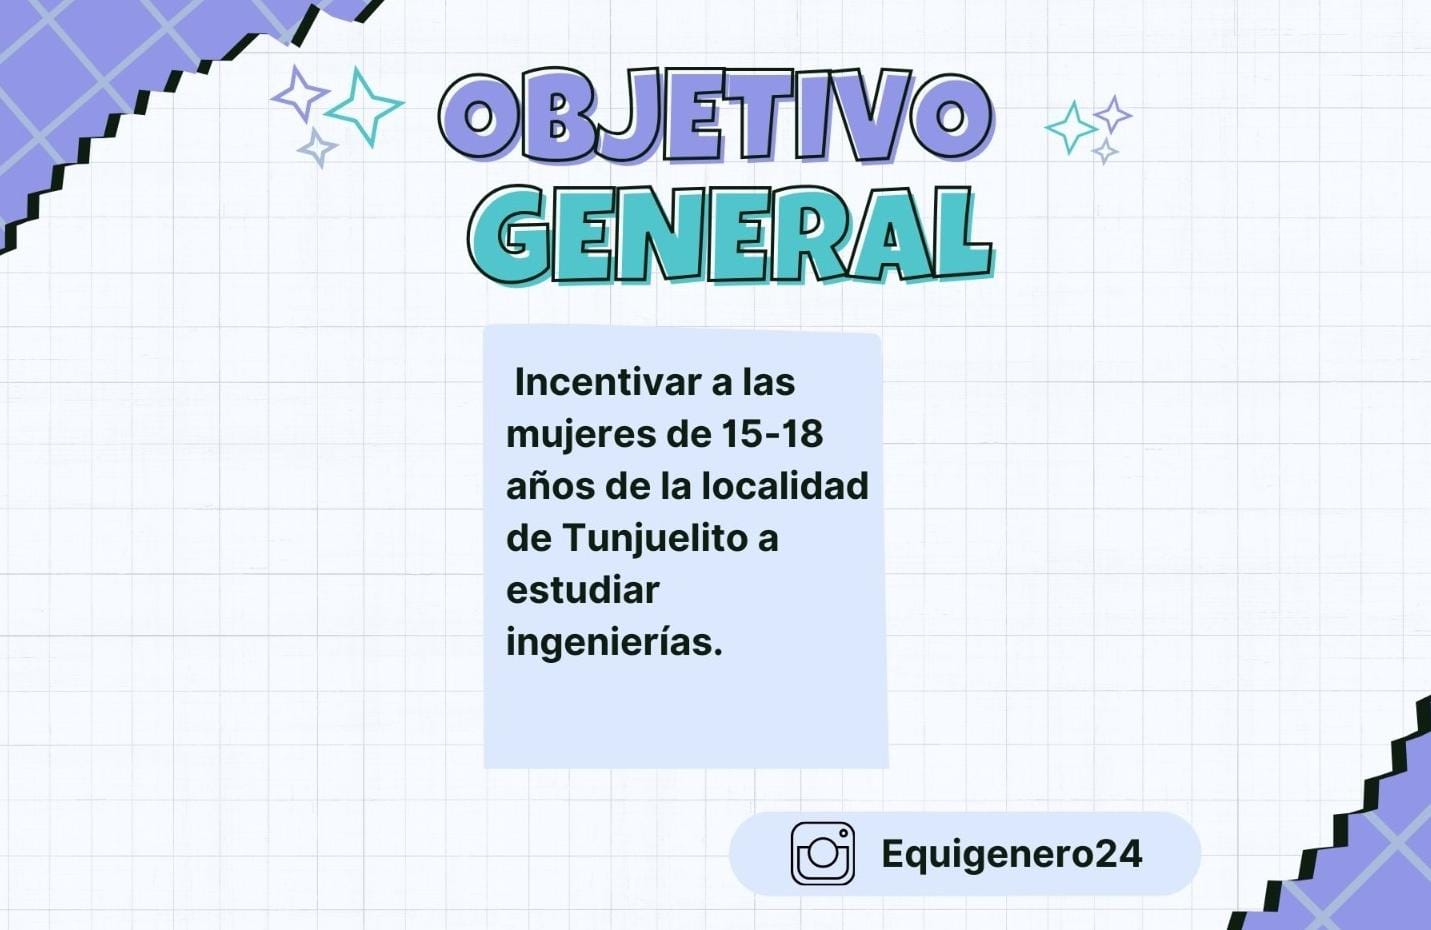 OBJETIVO
GENERAL
Incentivar a las
mujeres de 15-18
años de la localidad
de Tunjuelito a
estudiar
ingenierías.
Equigenero24